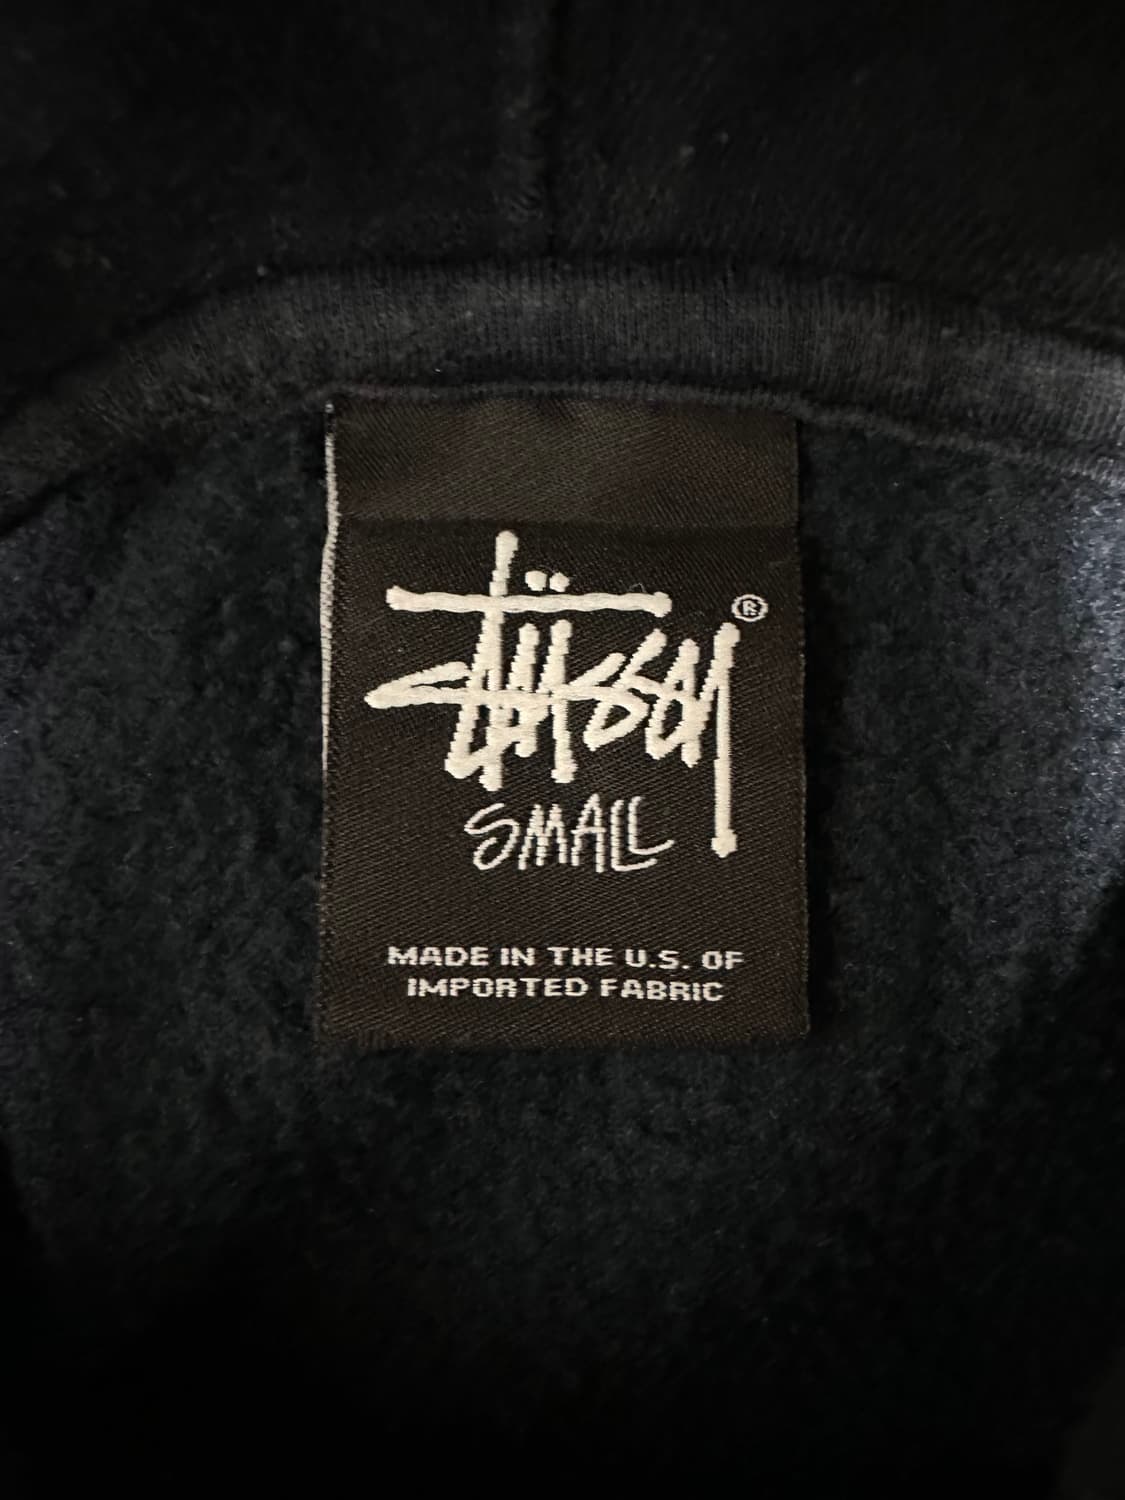 Stüssy ®
SMALL
MADE IN THE U.S. OF
IMPORTED FABRIC